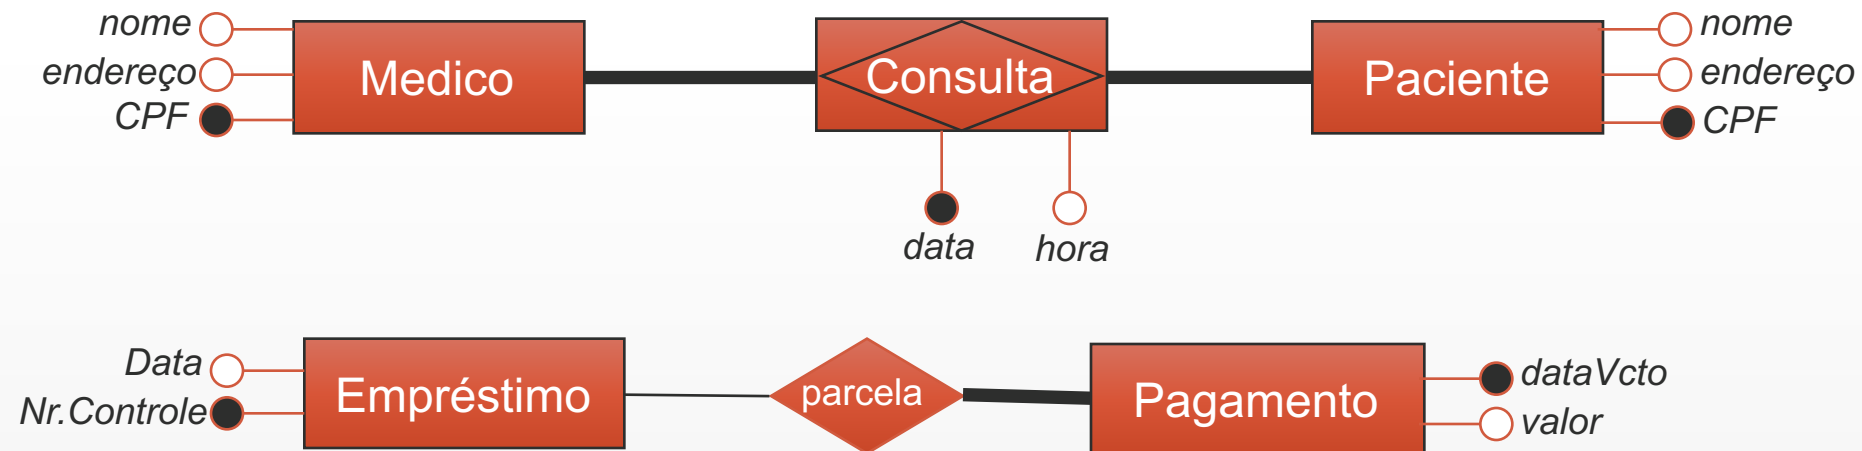 nome
endereço
CPF
Medico
Consulta
data
hora
Paciente
nome
endereço
CPF
Data
Nr.Controle
Empréstimo
parcela
Pagamento
dataVcto
valor